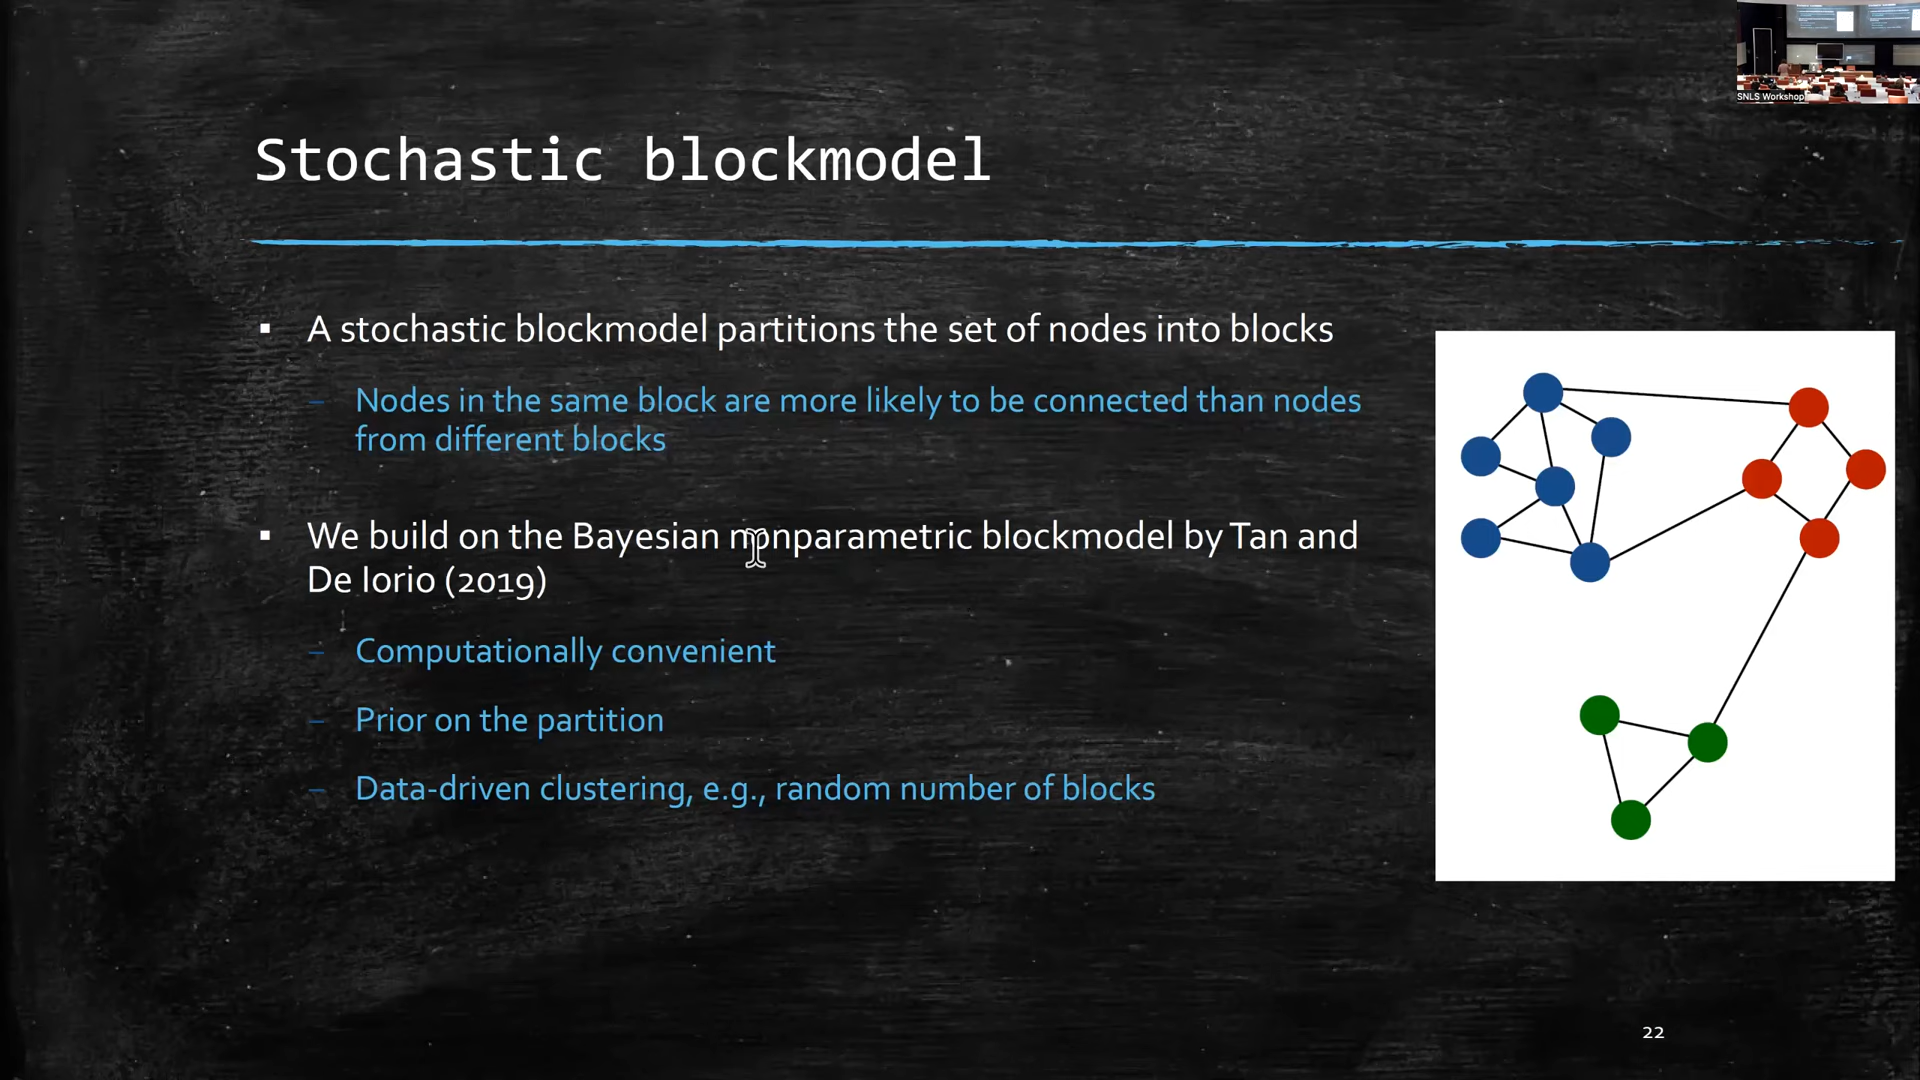 SNLS Workshop
Stochastic blockmodel
▪ A stochastic blockmodel partitions the set of nodes into blocks
– Nodes in the same block are more likely to be connected than nodes
from different blocks
▪ We build on the Bayesian nonparametric blockmodel by Tan and
De Iorio (2019)
– Computationally convenient
– Prior on the partition
– Data-driven clustering, e.g., random number of blocks
22